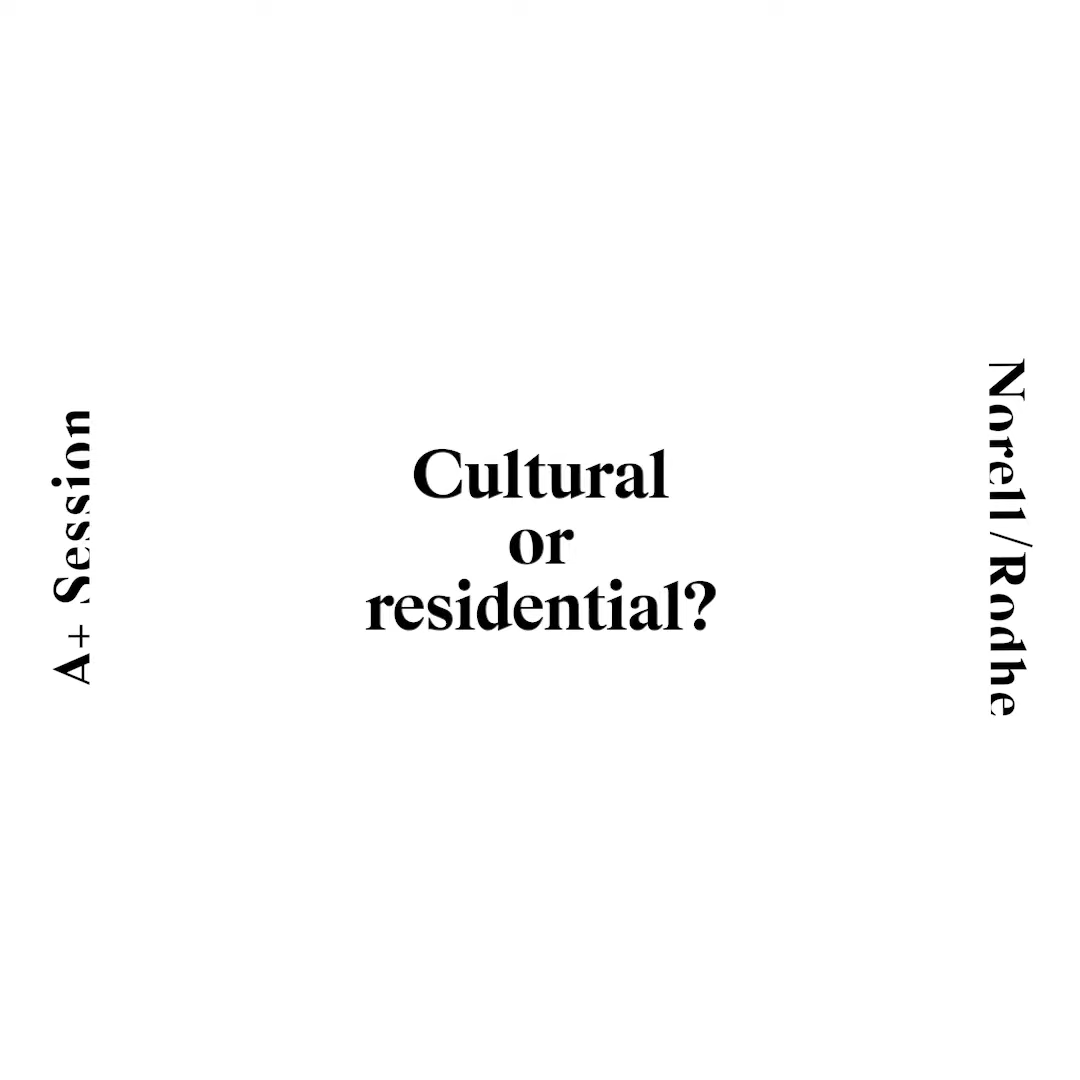 A+ Session
Cultural
or
residential?
Norell/Rodhe